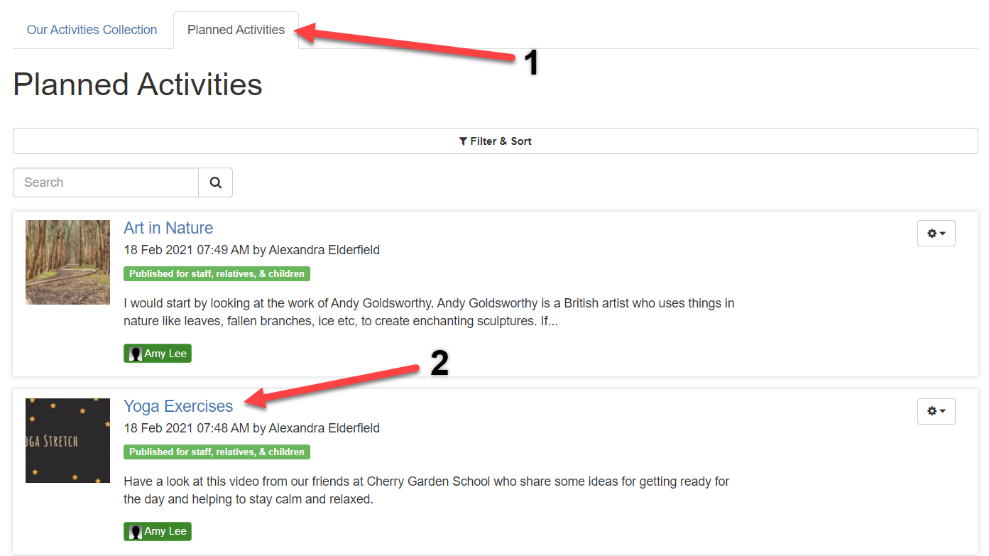 Our Activities Collection
Planned Activities
1
Planned Activities
Filter & Sort
Search
Art in Nature
18 Feb 2021 07:49 AM by Alexandra Elderfield
Published for staff, relatives, & children
I would start by looking at the work of Andy Goldsworthy. Andy Goldsworthy is a British artist who uses things in
nature like leaves, fallen branches, ice etc, to create enchanting sculptures. If...
Amy Lee
2
Yoga Exercises
18 Feb 2021 07:48 AM by Alexandra Elderfield
OGA STRETCH
Published for staff, relatives, & children
Have a look at this video from our friends at Cherry Garden School who share some ideas for getting ready for
the day and helping to stay calm and relaxed.
Amy Lee